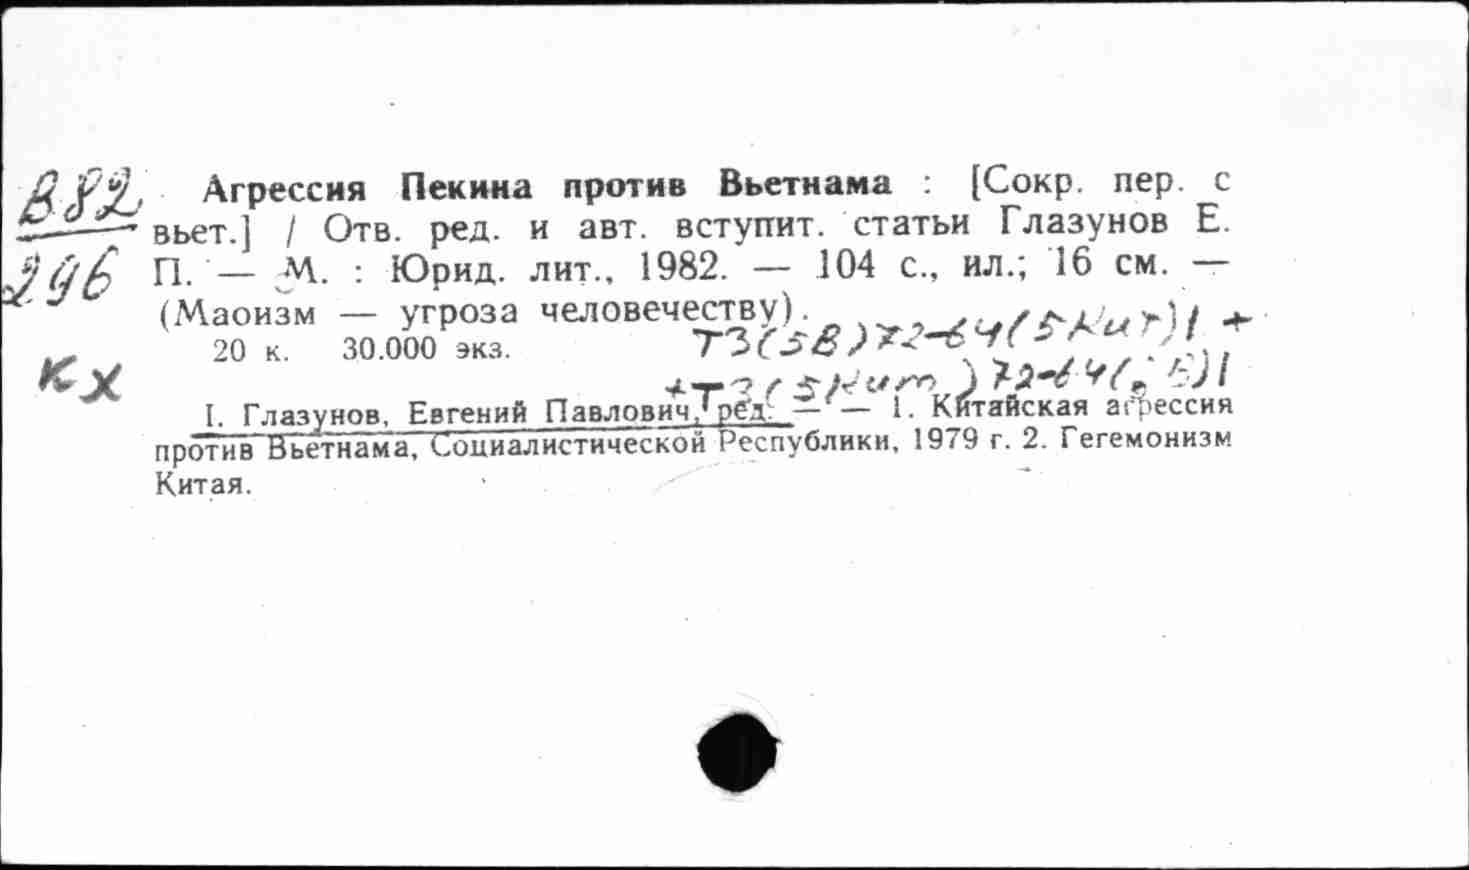 В82
296
кх
Агрессия Пекина против Вьетнама : [Сокр. пер. с
вьет.] / Отв. ред. и авт. вступит. статьи Глазунов Е.
П. — М. : Юрид. лит., 1982. — 104 с., ил.; 16 см. —
(Маоизм — угроза человечеству).
20 к. 30.000 экз.
Т3(5В)72-64(5Кит)1 +
+Т3(5Кит)72-64(5В)1
I. Глазунов, Евгений Павлович, ред. — — 1. Китайская агрессия
против Вьетнама, Социалистической Республики, 1979 г. 2. Гегемонизм
Китая.